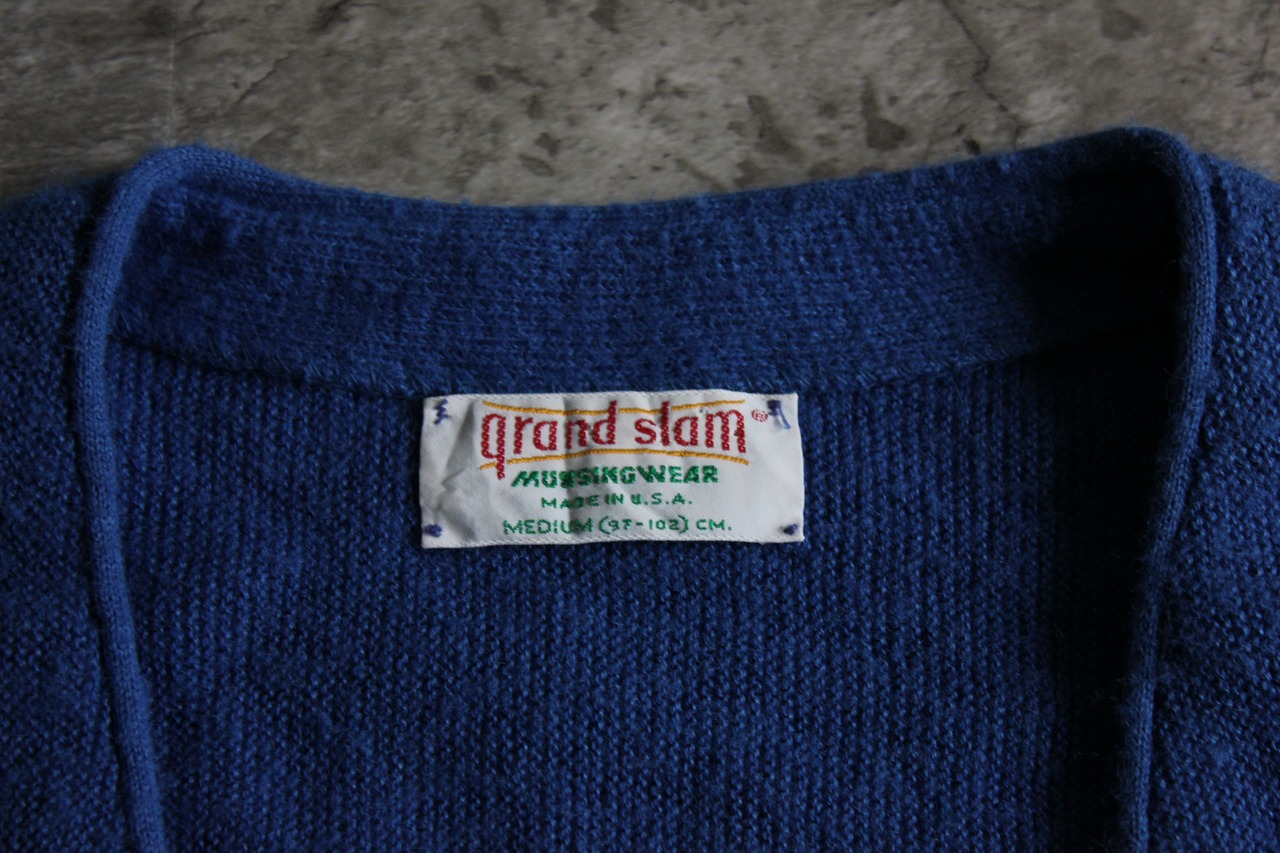 grand slam®
MUNSINGWEAR
MADE IN U.S.A.
MEDIUM (97-102) CM.